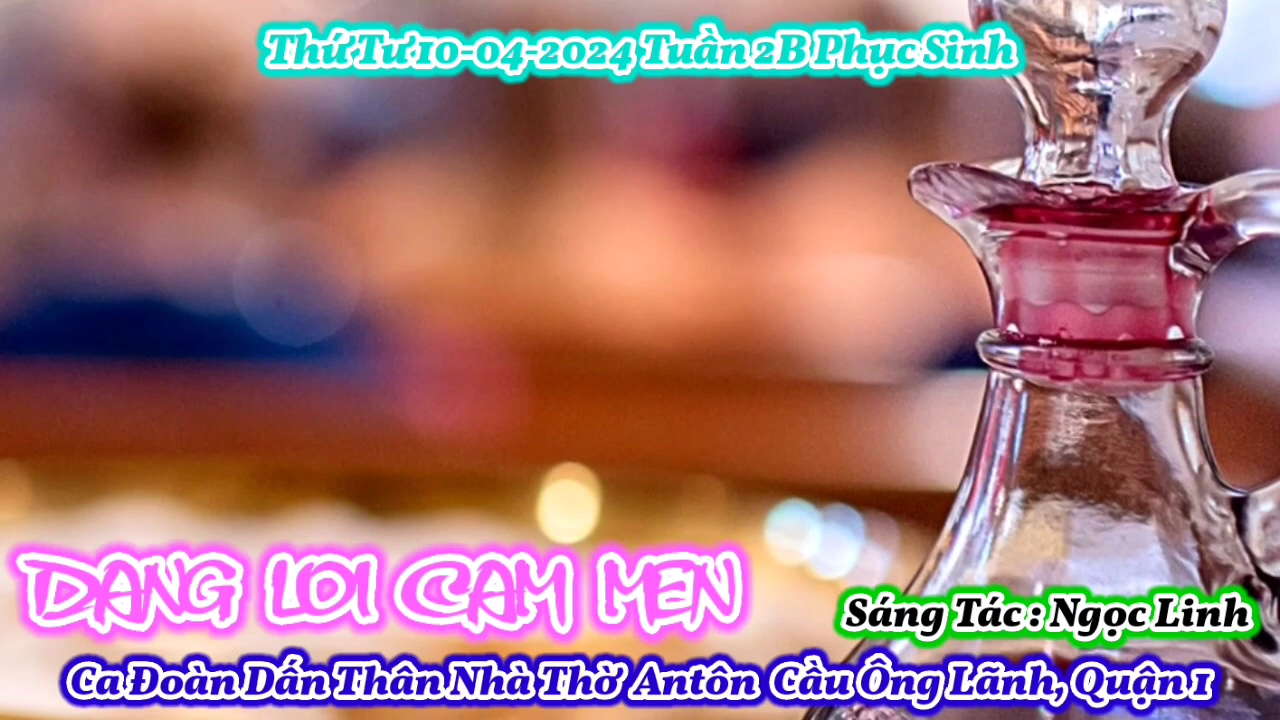 Thứ Tư 10-04-2024 Tuần 2B Phục Sinh
DANG LOI CAM MEN
Sáng Tác : Ngọc Linh
Ca Đoàn Dấn Thân Nhà Thờ Antôn Cầu Ông Lãnh, Quận 1